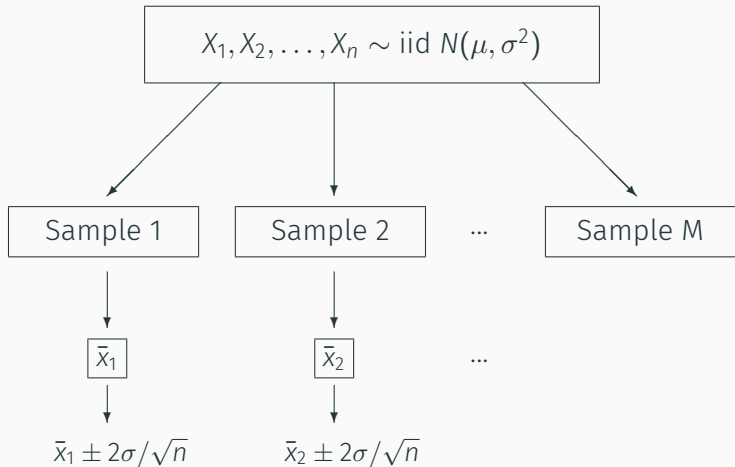 X₁, X₂, . . . , Xₙ ∼ iid N(μ, σ²)
Sample 1 Sample 2 ... Sample M
x̄₁ x̄₂ ...
x̄₁ ± 2σ/√n x̄₂ ± 2σ/√n